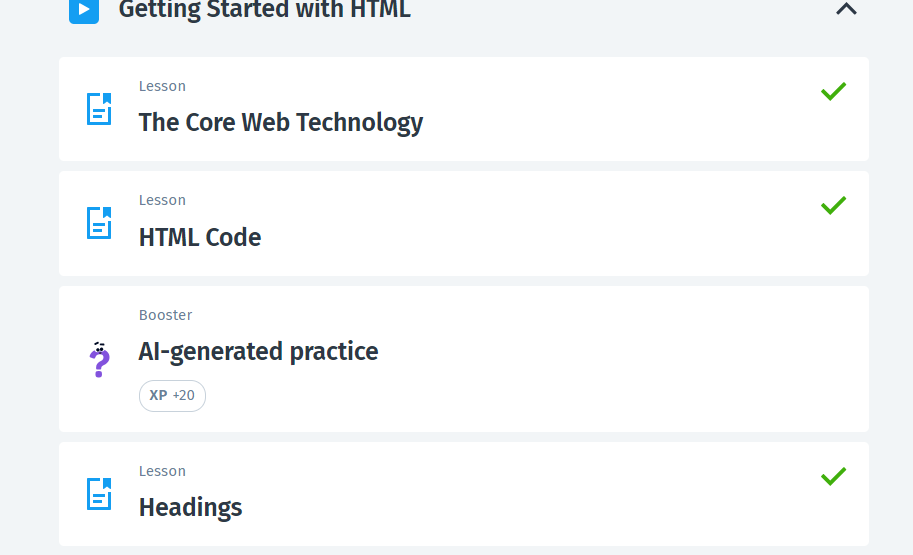 Getting Started with HTML
Lesson
The Core Web Technology
Lesson
HTML Code
Booster
AI-generated practice
XP +20
Lesson
Headings